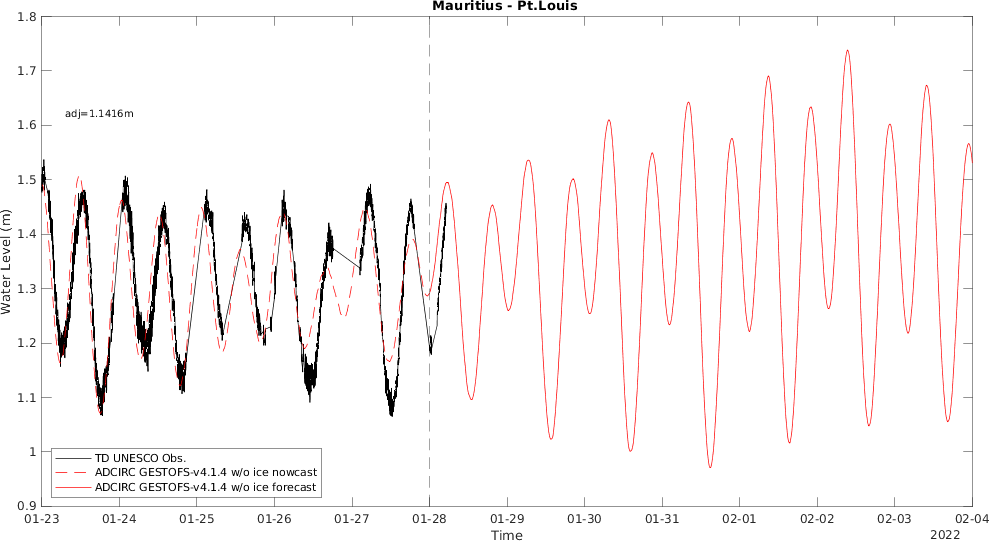 Mauritius - Pt.Louis
1.8
1.7
1.6
1.5
1.4
1.3
1.2
1.1
1
0.9
Water Level (m)
adj=1.1416m
TD UNESCO Obs.
ADCIRC GESTOFS-v4.1.4 w/o ice nowcast
ADCIRC GESTOFS-v4.1.4 w/o ice forecast
01-23 01-24 01-25 01-26 01-27 01-28 01-29 01-30 01-31 02-01 02-02 02-03 02-04
Time
2022